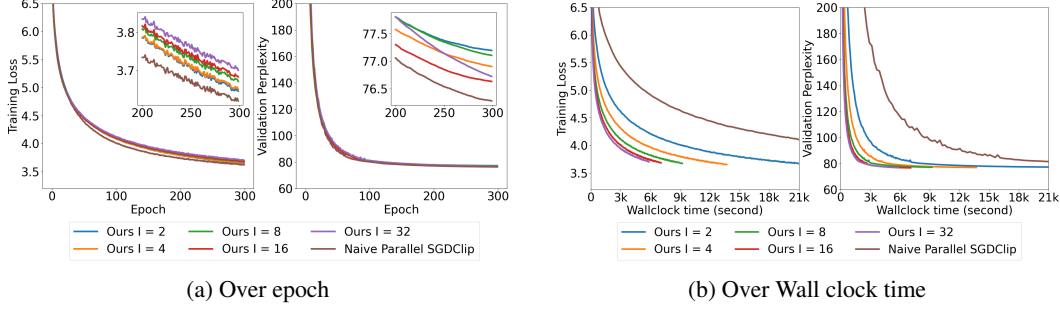 6.5
6.0
5.5
5.0
4.5
4.0
3.5
Training Loss
0 100 200 300
Epoch
3.8
3.7
200 225 250 275 300
200
180
160
140
120
100
80
60
Validation Perplexity
0 100 200 300
Epoch
77.5
77.0
76.5
200 225 250 275 300
Ours I = 2 Ours I = 8 Ours I = 32
Ours I = 4 Ours I = 16 Naive Parallel SGDClip
(a) Over epoch
6.5
6.0
5.5
5.0
4.5
4.0
3.5
Training Loss
0 3k 6k 9k 12k 15k 18k 21k
Wallclock time (second)
200
180
160
140
120
100
80
60
Validation Perplexity
0 3k 6k 9k 12k 15k 18k 21k
Wallclock time (second)
Ours I = 2 Ours I = 8 Ours I = 32
Ours I = 4 Ours I = 16 Naive Parallel SGDClip
(b) Over Wall clock time